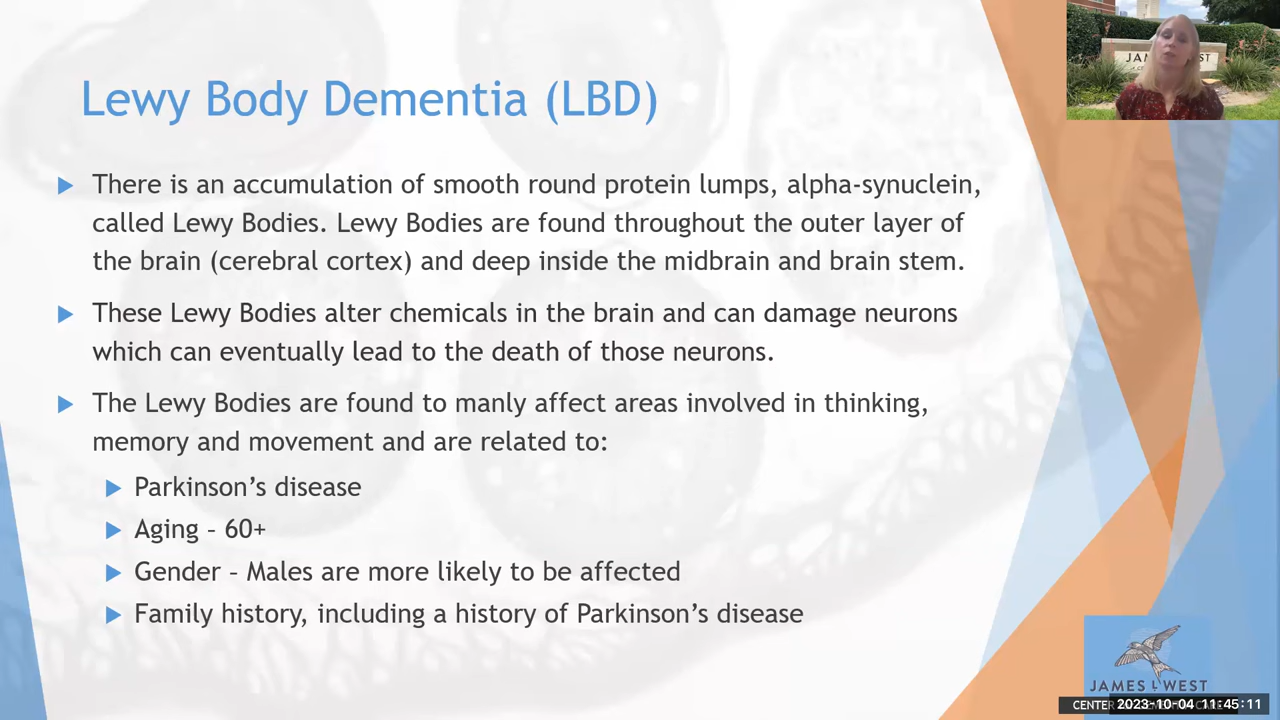 Lewy Body Dementia (LBD)
There is an accumulation of smooth round protein lumps, alpha-synuclein,
called Lewy Bodies. Lewy Bodies are found throughout the outer layer of
the brain (cerebral cortex) and deep inside the midbrain and brain stem.
These Lewy Bodies alter chemicals in the brain and can damage neurons
which can eventually lead to the death of those neurons.
The Lewy Bodies are found to manly affect areas involved in thinking,
memory and movement and are related to:
Parkinson's disease
Aging – 60+
Gender – Males are more likely to be affected
Family history, including a history of Parkinson's disease
JAMES L WEST
CENTER
2023-10-04 11:45:11